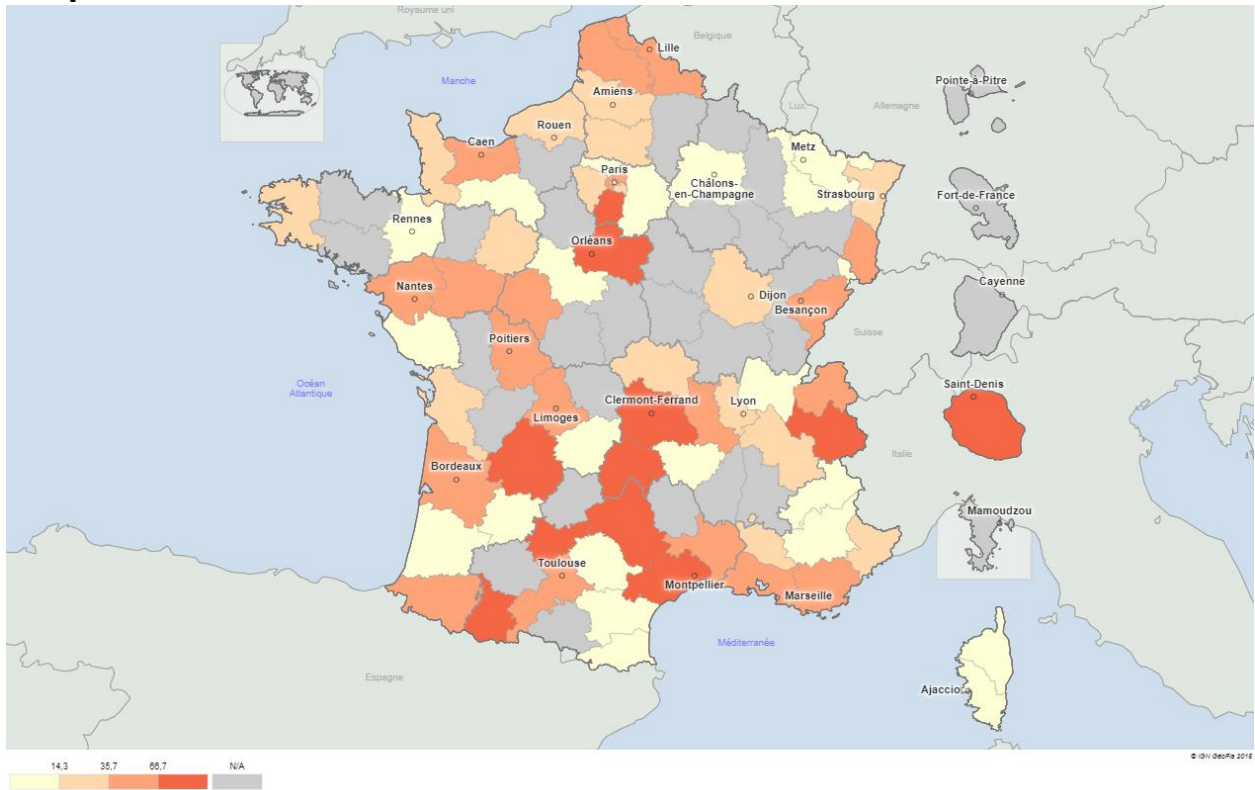 Royaume uni
Belgique
Lille
Manche
Pointe-à-Pitre
Amiens
Lux.
Allemagne
Rouen
Caen
Metz
Paris
Châlons-
en-Champagne
Strasbourg
Fort-de-France
Rennes
Orléans
Cayenne
Nantes
Dijon
Besançon
Suisse
Poitiers
Océan
Atlantique
Saint-Denis
Clermont-Ferrand
Lyon
Limoges
Italie
Bordeaux
Mamoudzou
Toulouse
Montpellier
Marseille
Méditerranée
Espagne
Ajaccio
© IGN GéoFla 2015
14,3 35,7 66,7 N/A